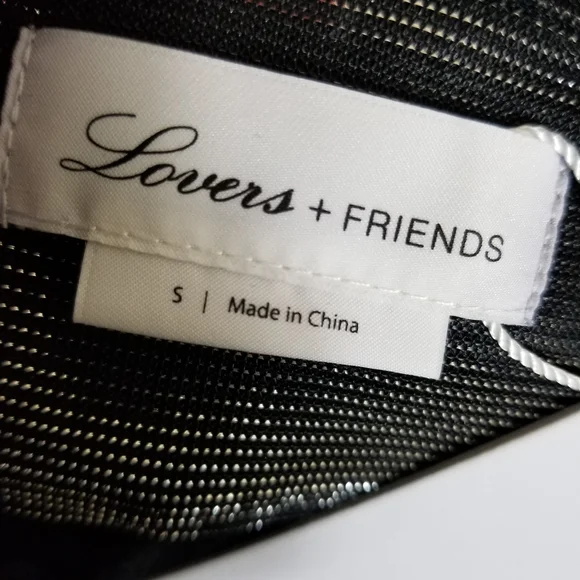 Lovers + FRIENDS
S | Made in China